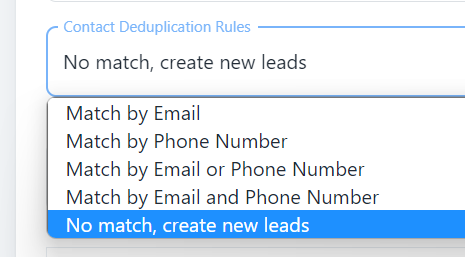 Contact Deduplication Rules
No match, create new leads
Match by Email
Match by Phone Number
Match by Email or Phone Number
Match by Email and Phone Number
No match, create new leads